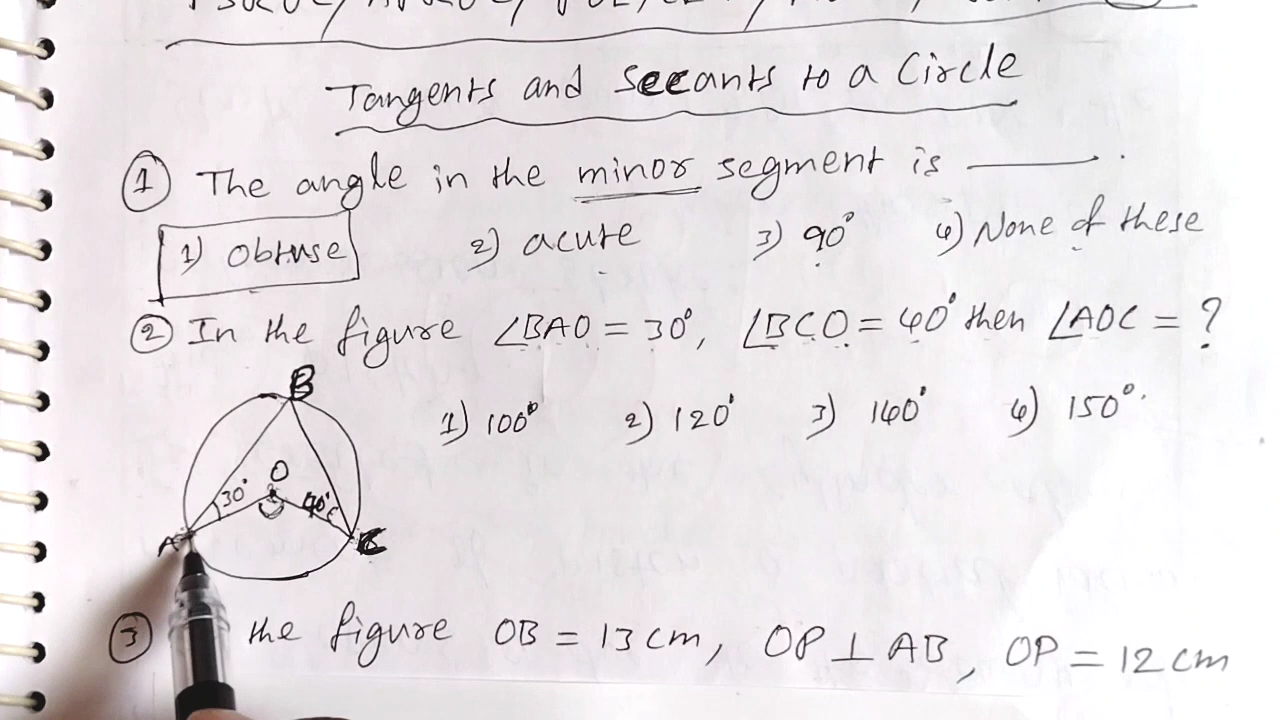 Tangents and Secants to a Circle
① The angle in the minor segment is ———.
1) obtuse 2) acute 3) 90° 4) None of these
② In the figure ∠BAO = 30°, ∠BCO = 40° then ∠AOC = ?
1) 100° 2) 120° 3) 140° 4) 150°.
B
O
30° 40°
A C
③ the figure OB = 13 cm, OP ⊥ AB, OP = 12 cm